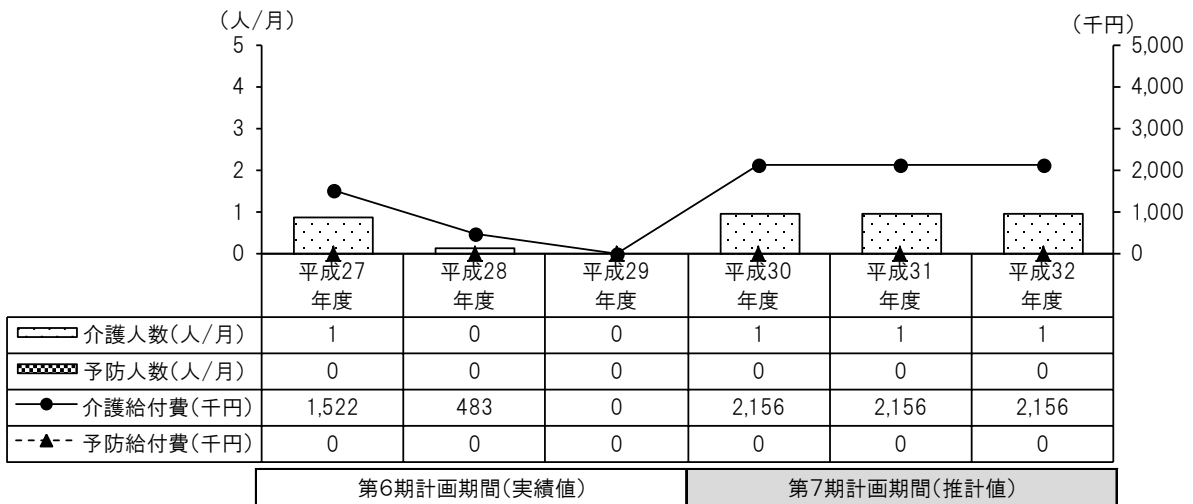 (人/月)
(千円)
5 5,000
4 4,000
3 3,000
2 2,000
1 1,000
0 0
平成27年度 平成28年度 平成29年度 平成30年度 平成31年度 平成32年度
介護人数(人/月) 1 0 0 1 1 1
予防人数(人/月) 0 0 0 0 0 0
介護給付費(千円) 1,522 483 0 2,156 2,156 2,156
予防給付費(千円) 0 0 0 0 0 0
第6期計画期間(実績値) 第7期計画期間(推計値)